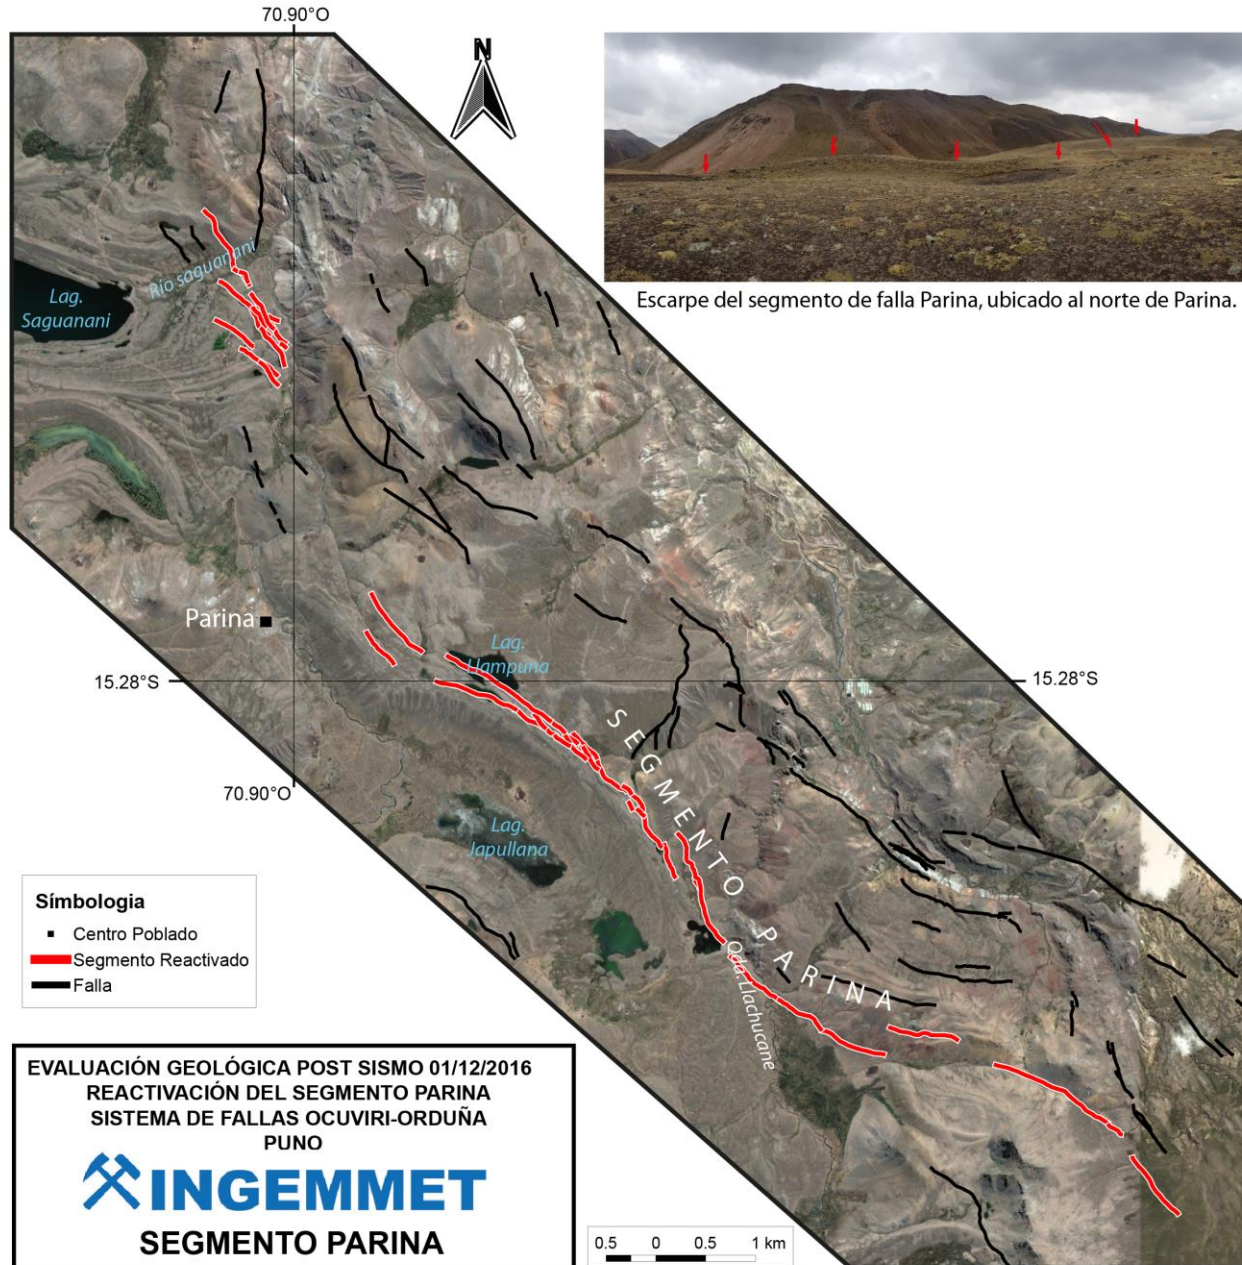 70.90°O
N
Escarpe del segmento de falla Parina, ubicado al norte de Parina.
Río saguanani
Lag.
Saguanani
Parina
Lag.
Llampuna
15.28°S
15.28°S
SEGMENTO PARINA
70.90°O
Lag.
Japullana
Qda. Llachucane
Símbologia
Centro Poblado
Segmento Reactivado
Falla
EVALUACIÓN GEOLÓGICA POST SISMO 01/12/2016
REACTIVACIÓN DEL SEGMENTO PARINA
SISTEMA DE FALLAS OCUVIRI-ORDUÑA
PUNO
INGEMMET
SEGMENTO PARINA
0.5 0 0.5 1 km